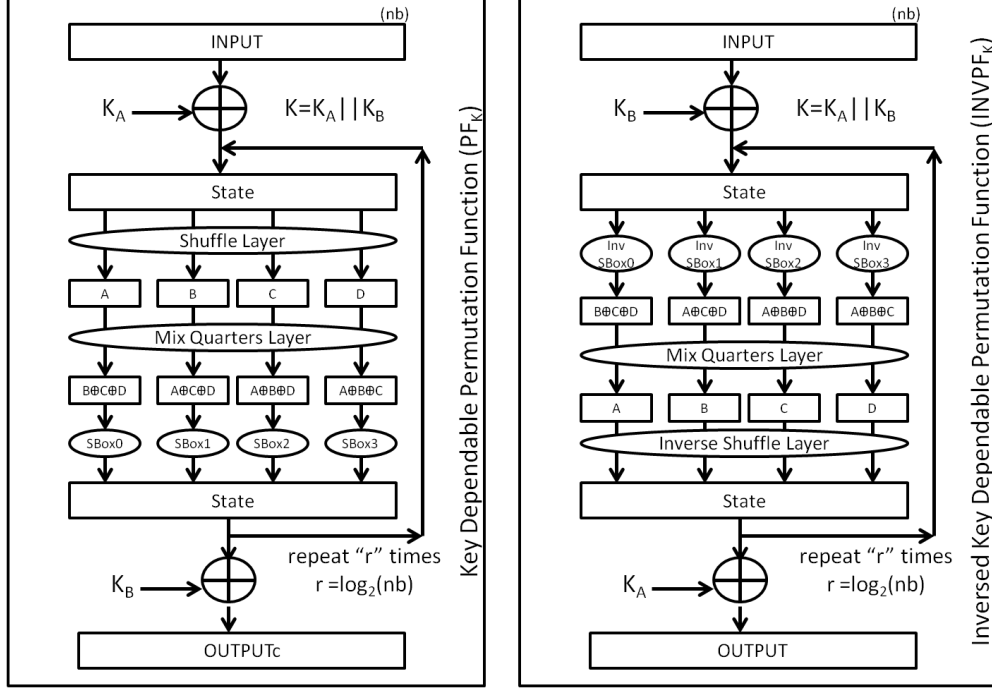 (nb)
INPUT
K_A
K=K_A||K_B
State
Shuffle Layer
A B C D
Mix Quarters Layer
B⊕C⊕D A⊕C⊕D A⊕B⊕D A⊕B⊕C
SBox0 SBox1 SBox2 SBox3
State
repeat “r” times
r =log₂(nb)
K_B
OUTPUTc
Key Dependable Permutation Function (PF_K)
(nb)
INPUT
K_B
K=K_A||K_B
State
Inv SBox0 Inv SBox1 Inv SBox2 Inv SBox3
B⊕C⊕D A⊕C⊕D A⊕B⊕D A⊕B⊕C
Mix Quarters Layer
A B C D
Inverse Shuffle Layer
State
repeat “r” times
r =log₂(nb)
K_A
OUTPUT
Inversed Key Dependable Permutation Function (INVPF_K)